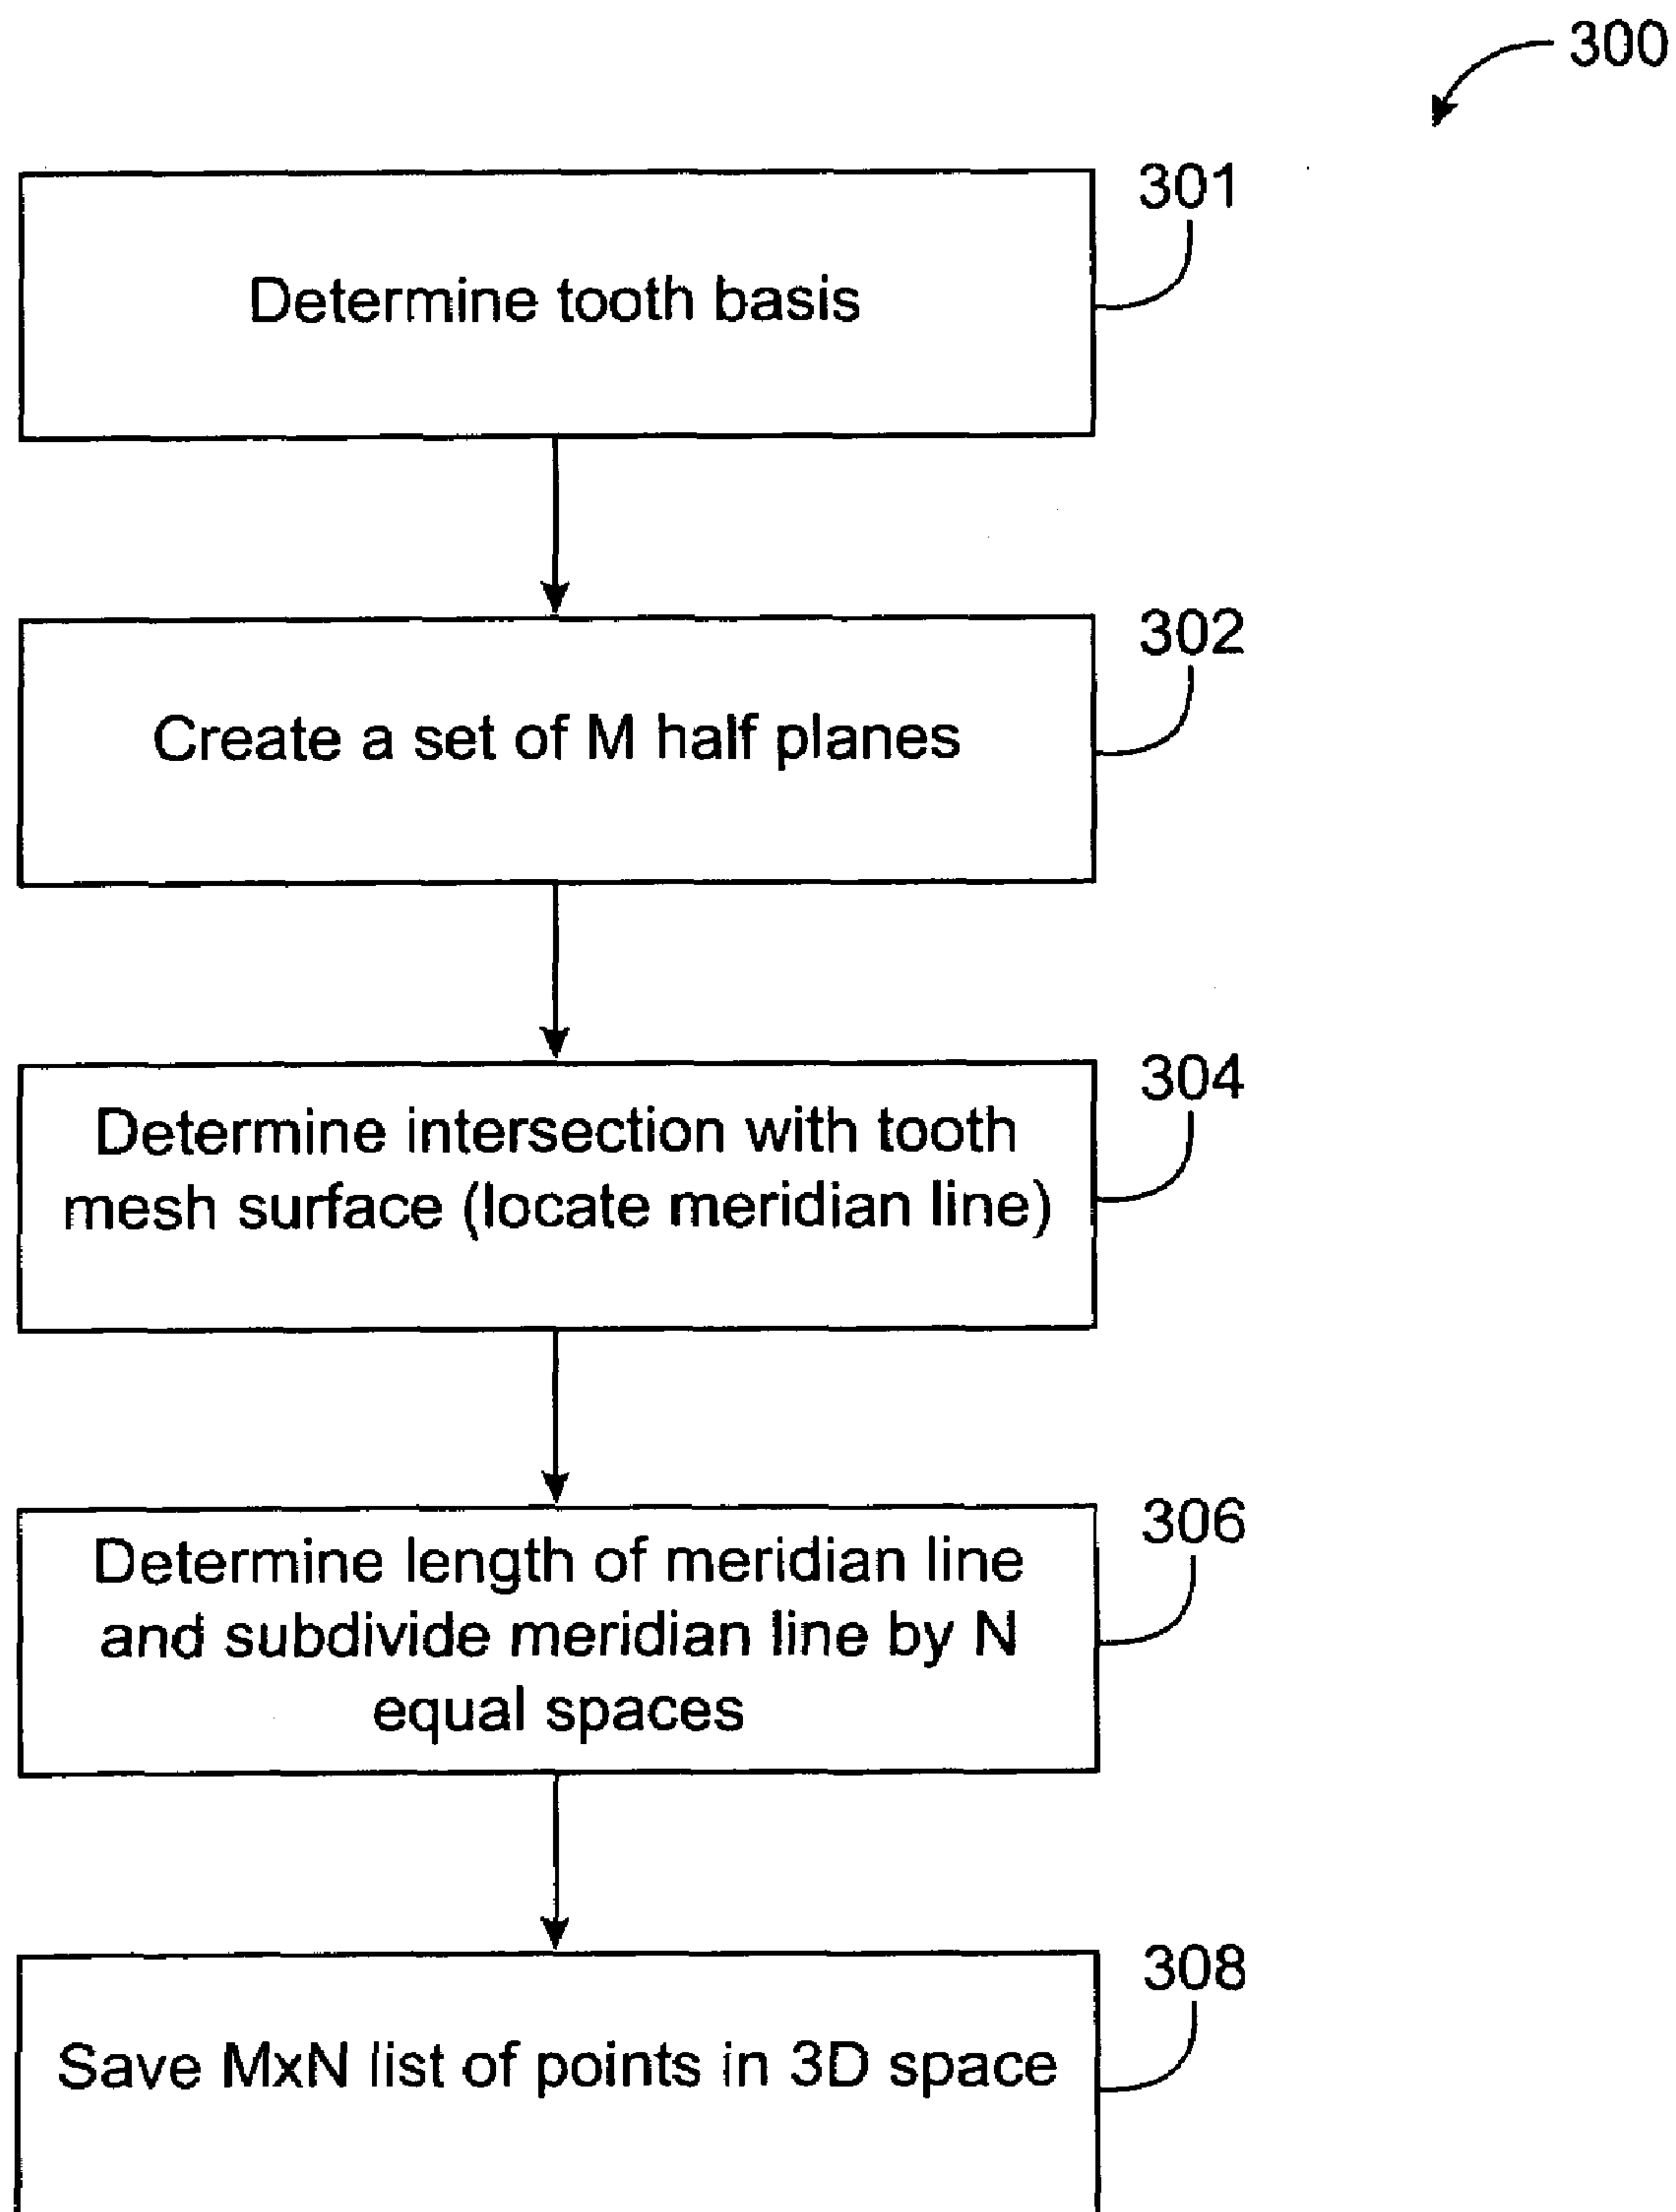 300
301
Determine tooth basis
302
Create a set of M half planes
304
Determine intersection with tooth
mesh surface (locate meridian line)
306
Determine length of meridian line
and subdivide meridian line by N
equal spaces
308
Save MxN list of points in 3D space